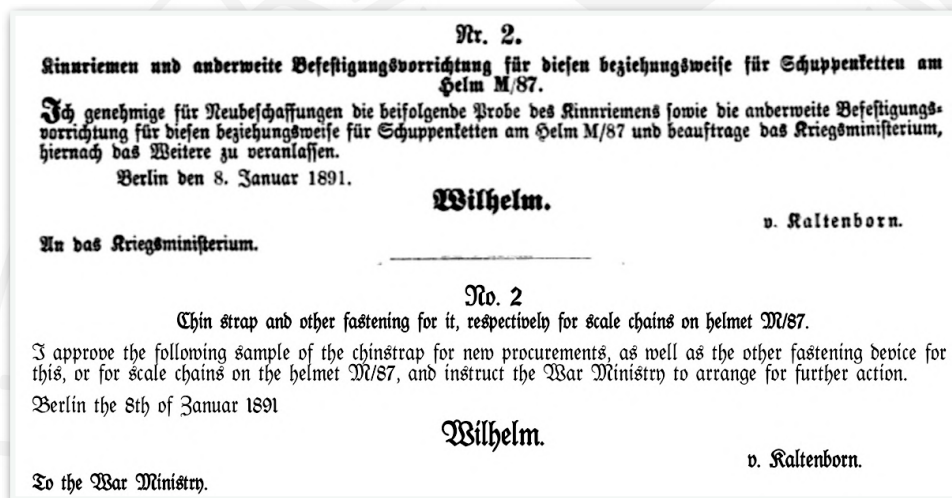 Nr. 2.
Kinnriemen und anderweite Befestigungsvorrichtung für diesen beziehungsweise für Schuppenketten am
Helm M/87.
Ich genehmige für Neubeschaffungen die beifolgende Probe des Kinnriemens sowie die anderweite Befestigungs-
vorrichtung für diesen beziehungsweise für Schuppenketten am Helm M/87 und beauftrage das Kriegsministerium,
hiernach das Weitere zu veranlassen.
Berlin den 8. Januar 1891.
Wilhelm.
v. Kaltenborn.
An das Kriegsministerium.
No. 2
Chin strap and other fastening for it, respectively for scale chains on helmet M/87.
I approve the following sample of the chinstrap for new procurements, as well as the other fastening device for
this, or for scale chains on the helmet M/87, and instruct the War Ministry to arrange for further action.
Berlin the 8th of Januar 1891
Wilhelm.
v. Kaltenborn.
To the War Ministry.